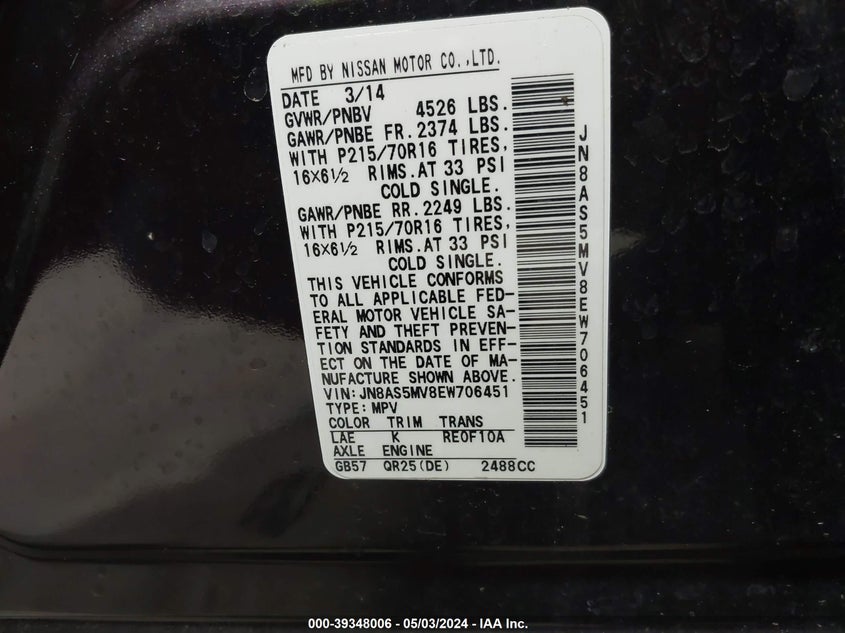 MFD BY NISSAN MOTOR CO.,LTD.
DATE 3/14
GVWR/PNBV 4526 LBS.
GAWR/PNBE FR. 2374 LBS.
WITH P215/70R16 TIRES,
16X6½ RIMS. AT 33 PSI
COLD SINGLE.
GAWR/PNBE RR. 2249 LBS.
WITH P215/70R16 TIRES,
16X6½ RIMS. AT 33 PSI
COLD SINGLE.
THIS VEHICLE CONFORMS
TO ALL APPLICABLE FED-
ERAL MOTOR VEHICLE SA-
FETY AND THEFT PREVEN-
TION STANDARDS IN EFF-
ECT ON THE DATE OF MA-
NUFACTURE SHOWN ABOVE.
VIN:JN8AS5MV8EW706451
TYPE:MPV
COLOR TRIM TRANS
LAE K RE0F10A
AXLE ENGINE
GB57 QR25(DE) 2488CC
JN8AS5MV8EW706451
000-39348006 - 05/03/2024 - IAA Inc.